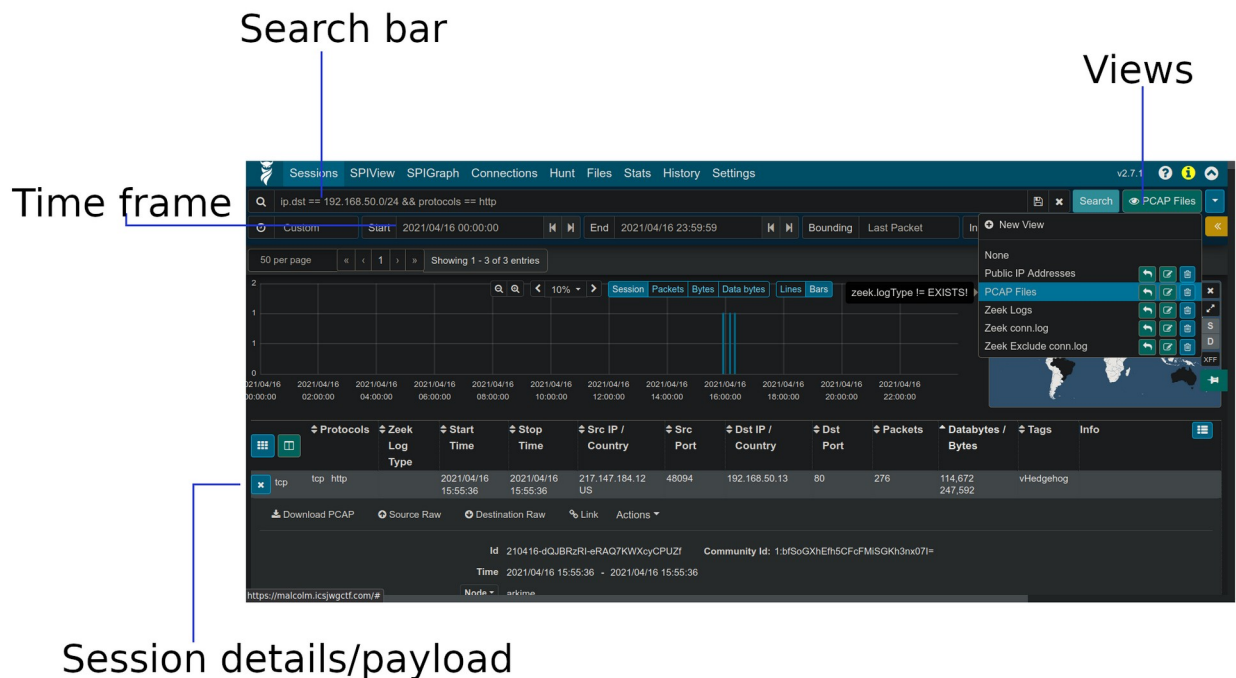 Search bar
Views
Time frame
Session details/payload
Sessions SPIView SPIGraph Connections Hunt Files Stats History Settings v2.7.1
ip.dst == 192.168.50.0/24 && protocols == http Search PCAP Files
Custom Start 2021/04/16 00:00:00 End 2021/04/16 23:59:59 Bounding Last Packet In
New View
None
Public IP Addresses
PCAP Files
Zeek Logs
Zeek conn.log
Zeek Exclude conn.log
50 per page « ‹ 1 › » Showing 1 - 3 of 3 entries
10% Session Packets Bytes Data bytes Lines Bars zeek.logType != EXISTS!
S
D
XFF
2
1
1
0
021/04/16 2021/04/16 2021/04/16 2021/04/16 2021/04/16 2021/04/16 2021/04/16 2021/04/16 2021/04/16 2021/04/16 2021/04/16 2021/04/16
00:00:00 02:00:00 04:00:00 06:00:00 08:00:00 10:00:00 12:00:00 14:00:00 16:00:00 18:00:00 20:00:00 22:00:00
Protocols Zeek Start Stop Src IP / Src Dst IP / Dst Packets Databytes / Tags Info
Log Time Time Country Port Country Port Bytes
Type
tcp tcp http 2021/04/16 2021/04/16 217.147.184.12 48094 192.168.50.13 80 276 114,672 vHedgehog
15:55:36 15:55:36 US 247,592
Download PCAP Source Raw Destination Raw Link Actions
Id 210416-dQJBRzRI-eRAQ7KWXcyCPUZf Community Id: 1:bfSoGXhEfh5CFcFMiSGKh3nx07I=
Time 2021/04/16 15:55:36 - 2021/04/16 15:55:36
Node arkime
https://malcolm.icsjwgctf.com/#